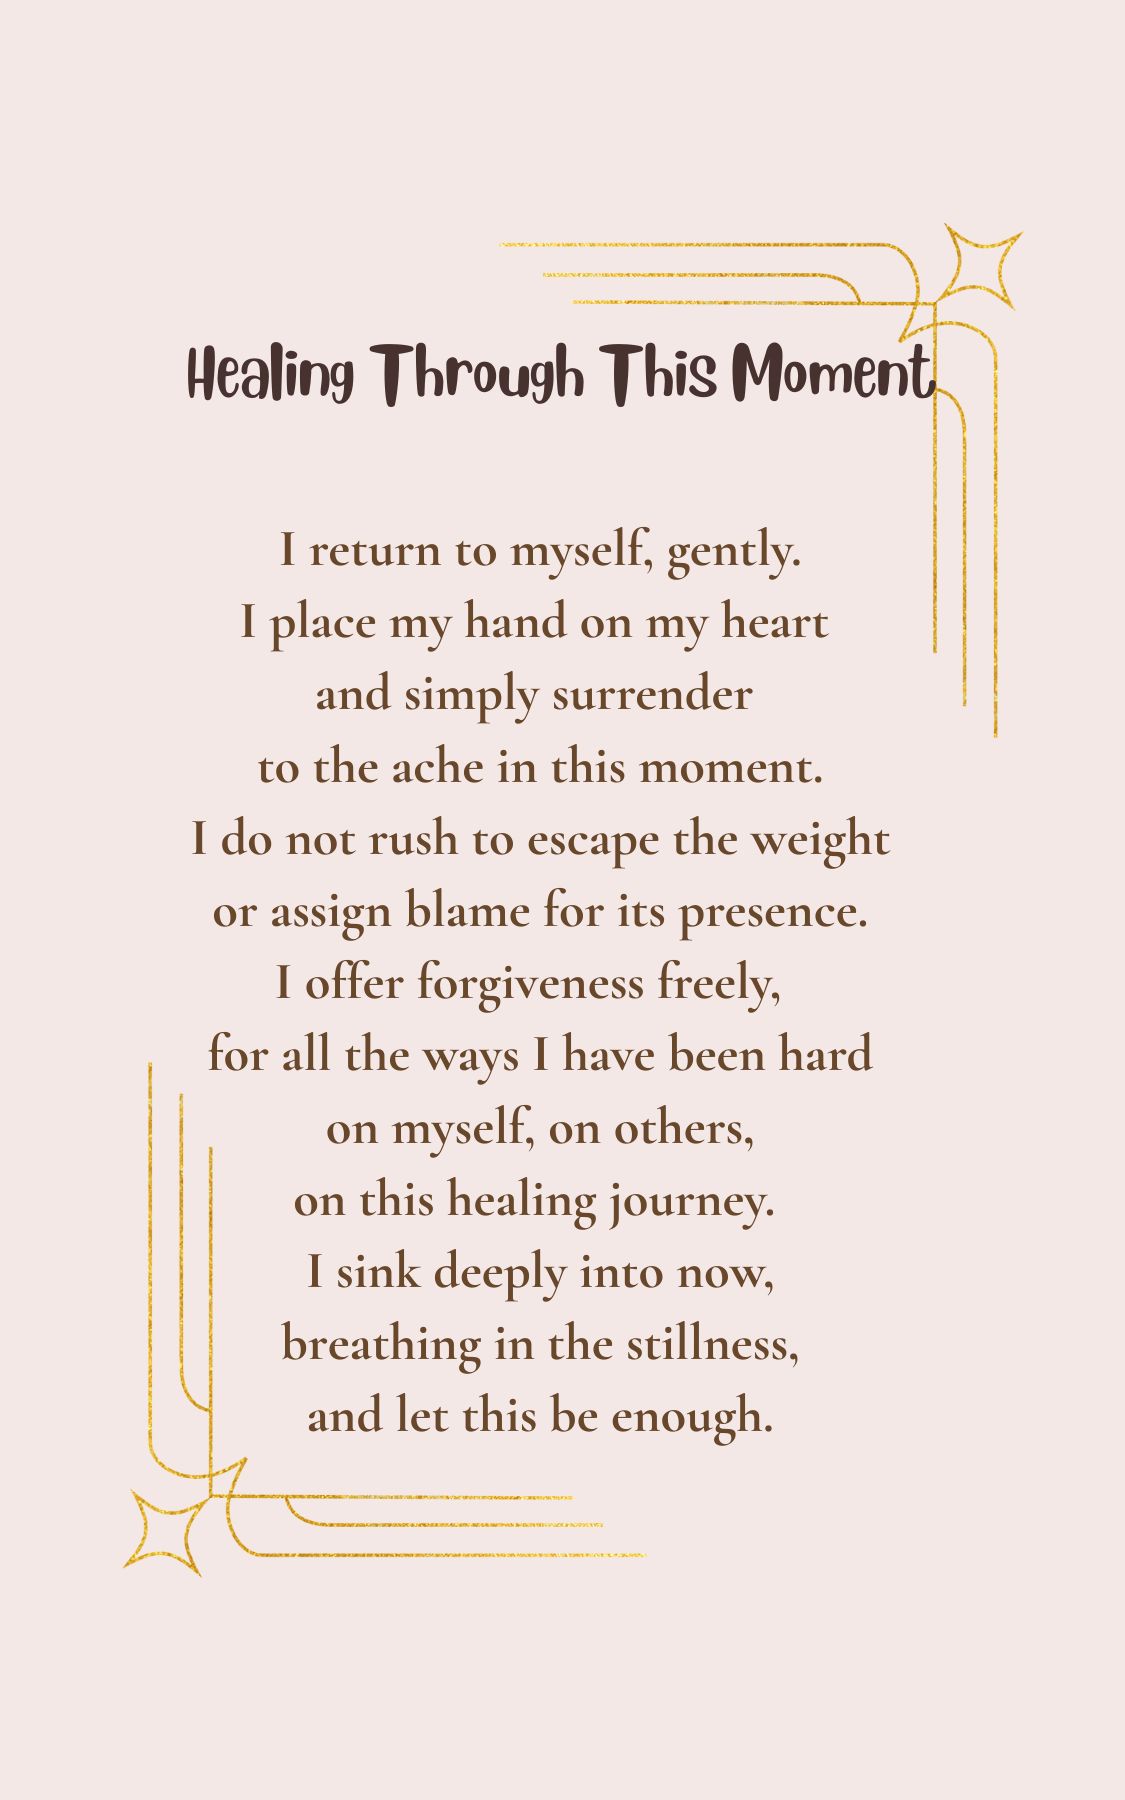 Healing Through This Moment
I return to myself, gently.
I place my hand on my heart
and simply surrender
to the ache in this moment.
I do not rush to escape the weight
or assign blame for its presence.
I offer forgiveness freely,
for all the ways I have been hard
on myself, on others,
on this healing journey.
I sink deeply into now,
breathing in the stillness,
and let this be enough.